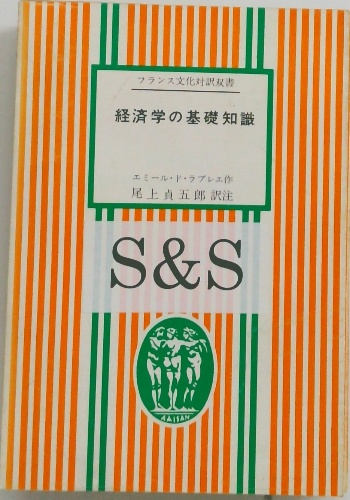 フランス文化対訳双書
経済学の基礎知識
エミール・ド・ラブレエ作
尾上貞五郎 訳注
S&S